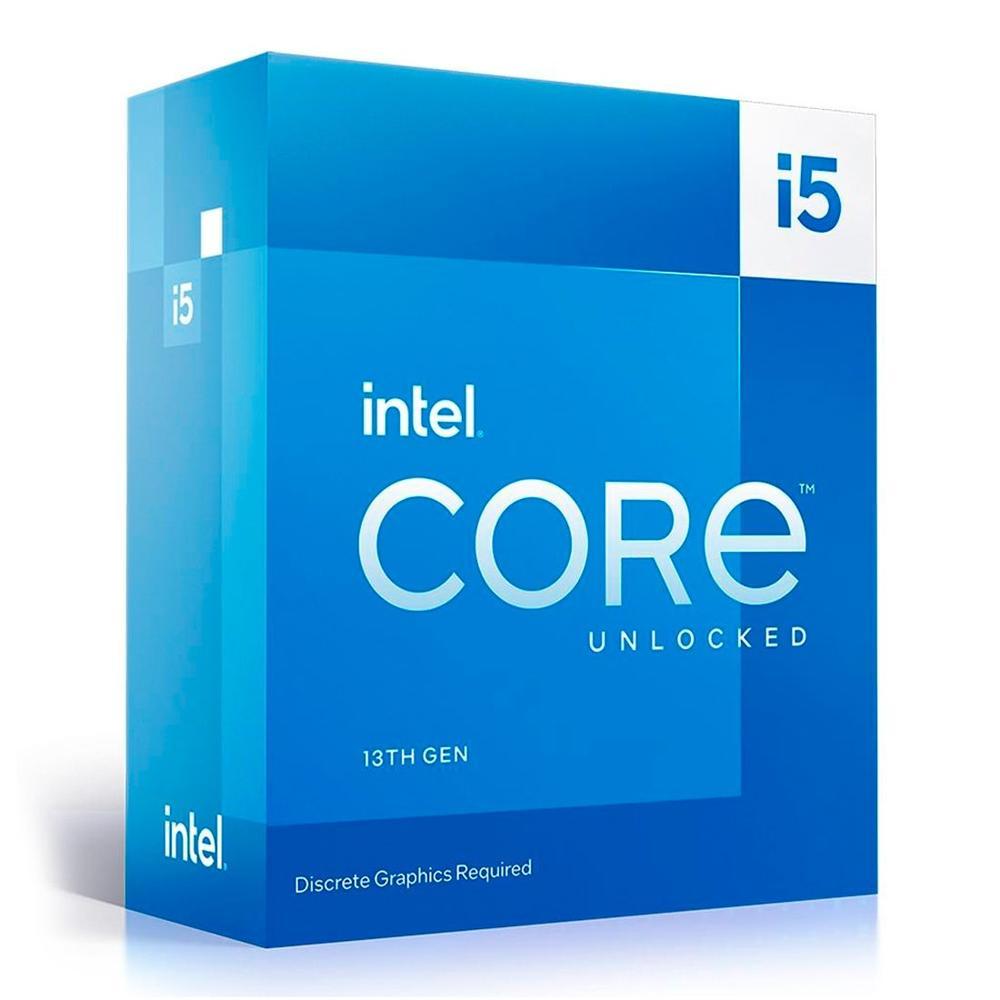 i5
i5
intel®
CORe™
UNLOCKED
13TH GEN
intel.
Discrete Graphics Required